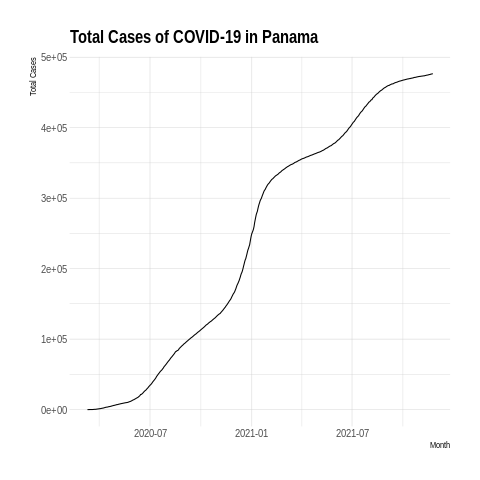 Total Cases of COVID-19 in Panama
Total Cases
5e+05
4e+05
3e+05
2e+05
1e+05
0e+00
2020-07 2021-01 2021-07
Month